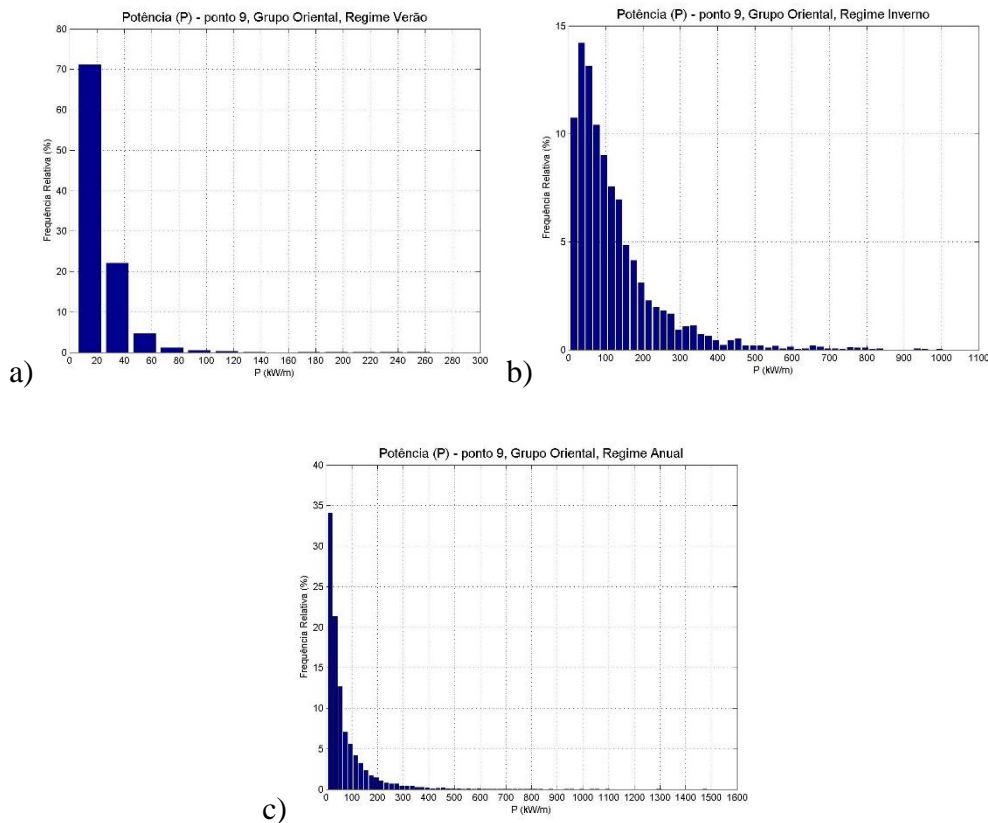 Potência (P) - ponto 9, Grupo Oriental, Regime Verão
80
70
60
50
40
30
20
10
0
Frequência Relativa (%)
20 40 60 80 100 120 140 160 180 200 220 240 260 280 300
P (kW/m)
a)
Potência (P) - ponto 9, Grupo Oriental, Regime Inverno
15
10
5
0
Frequência Relativa (%)
0 100 200 300 400 500 600 700 800 900 1000 1100
P (kW/m)
b)
Potência (P) - ponto 9, Grupo Oriental, Regime Anual
40
35
30
25
20
15
10
5
0
Frequência Relativa (%)
0 100 200 300 400 500 600 700 800 900 1000 1100 1200 1300 1400 1500 1600
P (kW/m)
c)